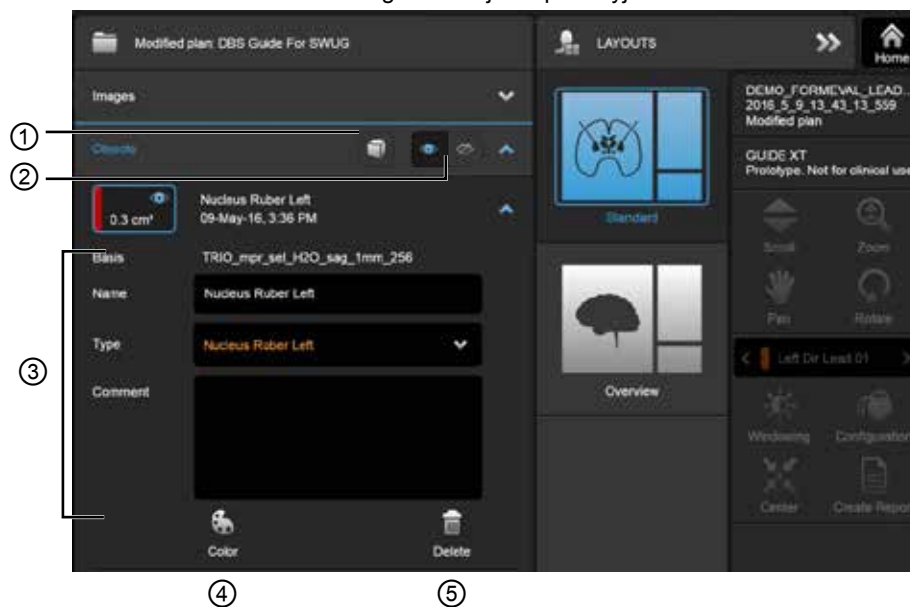 Modified plan: DBS Guide For SWUG
LAYOUTS
Home
Images
DEMO_FORMEVAL_LEAD...
2016_5_9_13_43_13_559
Modified plan
①
Objects
②
GUIDE XT
Prototype. Not for clinical use
0.3 cm³
Nucleus Ruber Left
09-May-16, 3:36 PM
Standard
Scroll
Zoom
Basis
TRIO_mpr_sel_H2O_sag_1mm_256
Name
Nucleus Ruber Left
Pan
Rotate
Type
Nucleus Ruber Left
③
Left Dir Lead 01
Comment
Overview
Windowing
Configuration
Center
Create Report
Color
Delete
④
⑤